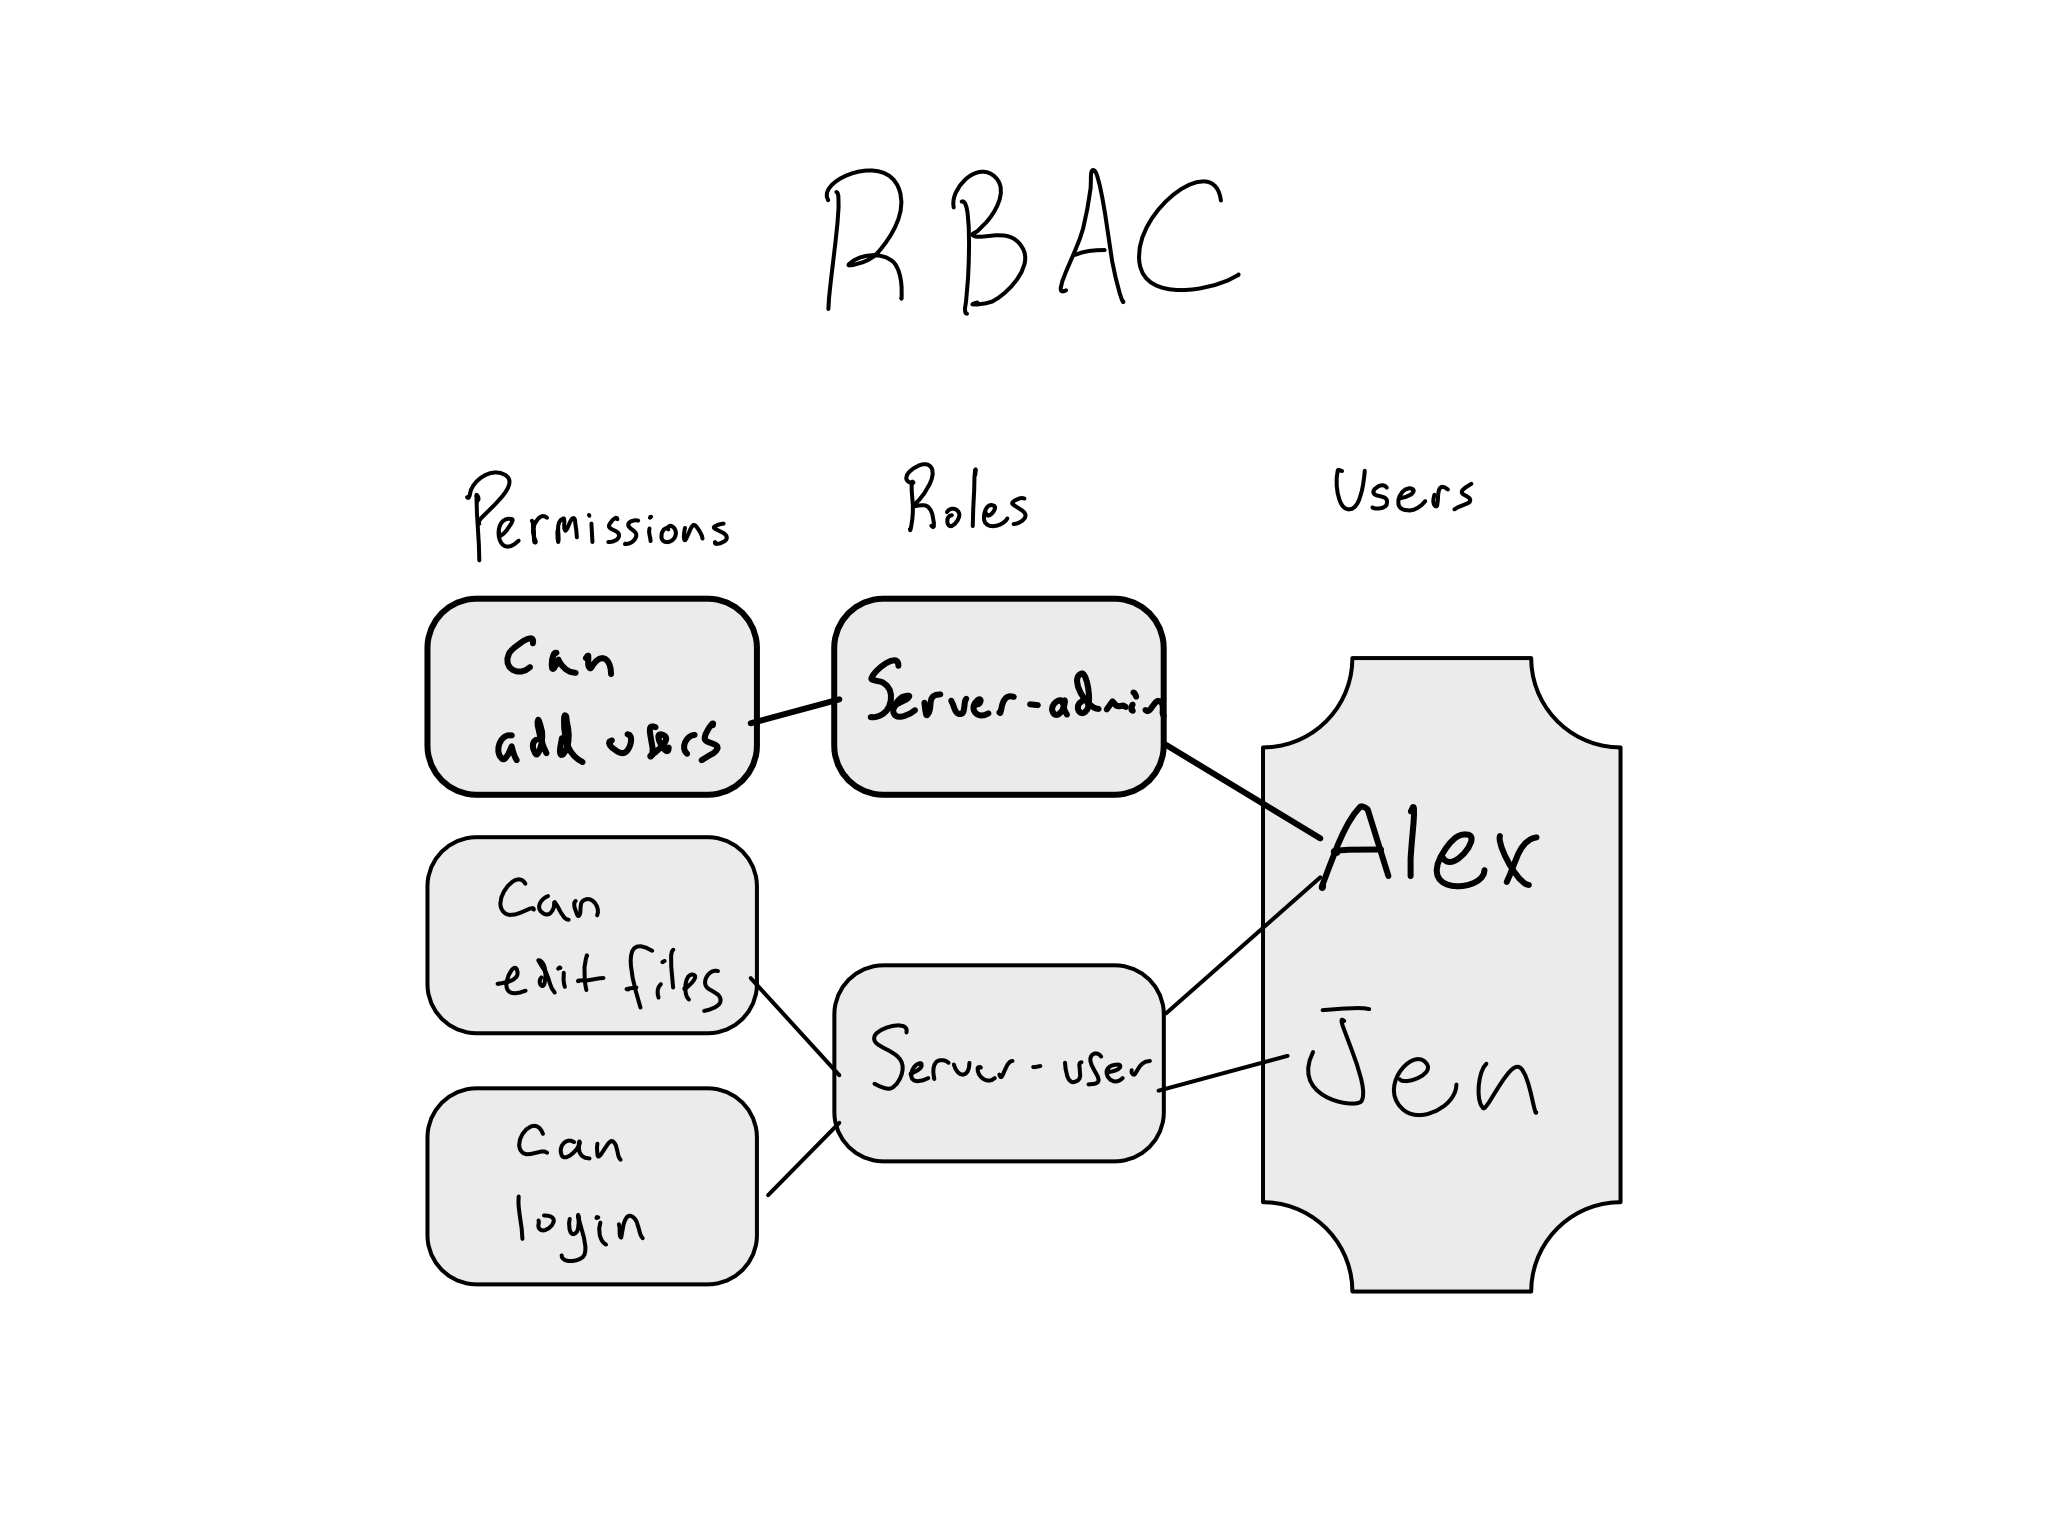 RBAC
Permissions
Roles
Users
Can
add users
Server-admin
Can
edit files
Server-user
Can
login
Alex
Jen